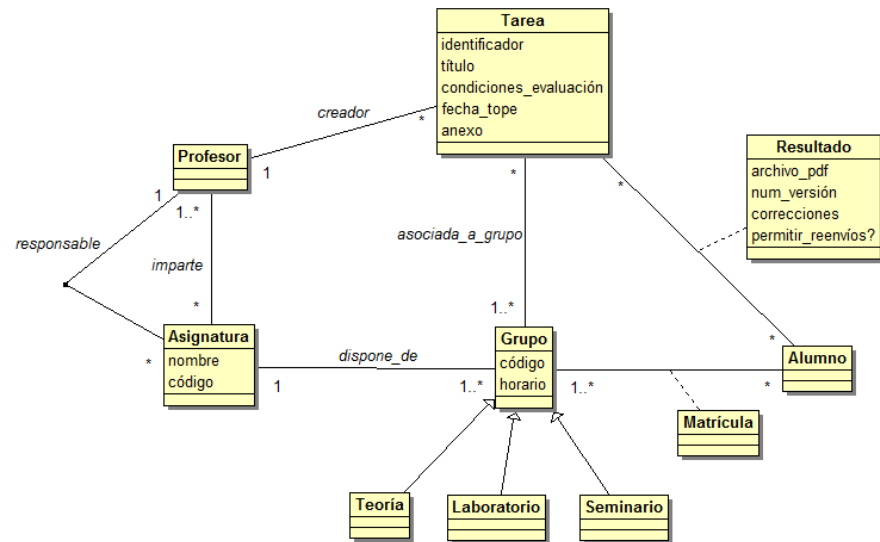 Tarea
identificador
título
condiciones_evaluación
fecha_tope
anexo
creador
*
1
Profesor
Resultado
archivo_pdf
num_versión
correcciones
permitir_reenvíos?
1
1..*
*
*
responsable
asociada_a_grupo
imparte
*
1..*
*
Asignatura
nombre
código
*
dispone_de
1
1..*
Grupo
código
horario
1..*
*
Alumno
Matrícula
Teoría
Laboratorio
Seminario